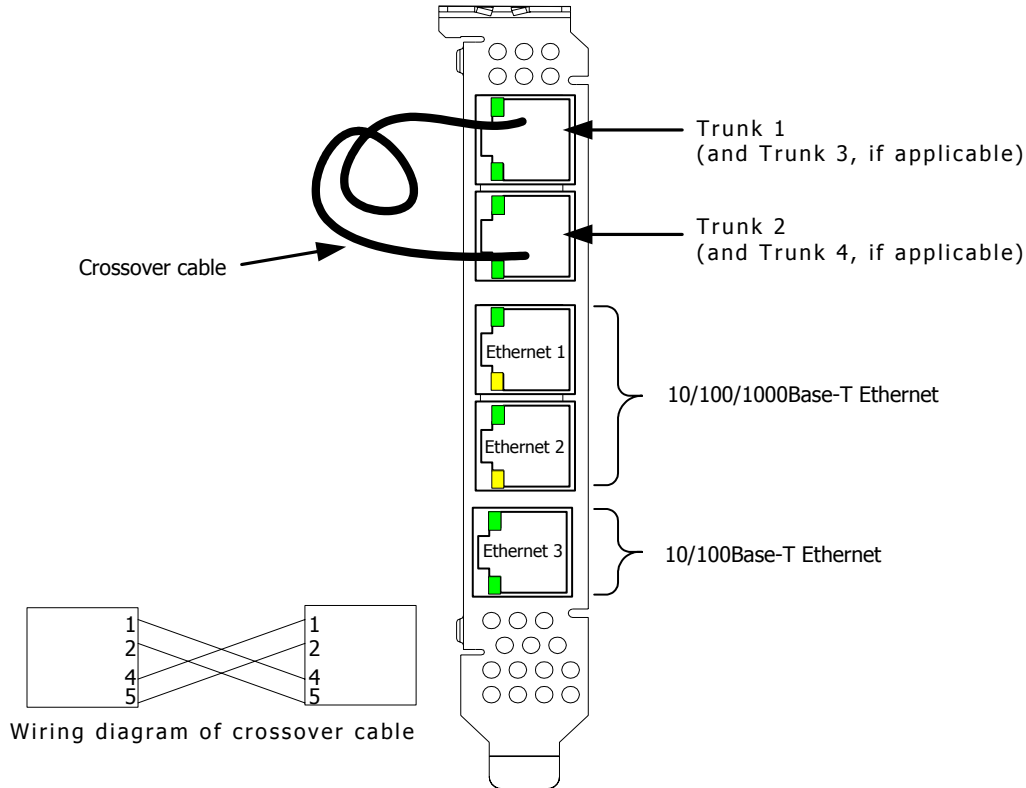 Trunk 1
(and Trunk 3, if applicable)
Trunk 2
(and Trunk 4, if applicable)
Crossover cable
Ethernet 1
10/100/1000Base-T Ethernet
Ethernet 2
Ethernet 3
10/100Base-T Ethernet
1 1
2 2
4 4
5 5
Wiring diagram of crossover cable